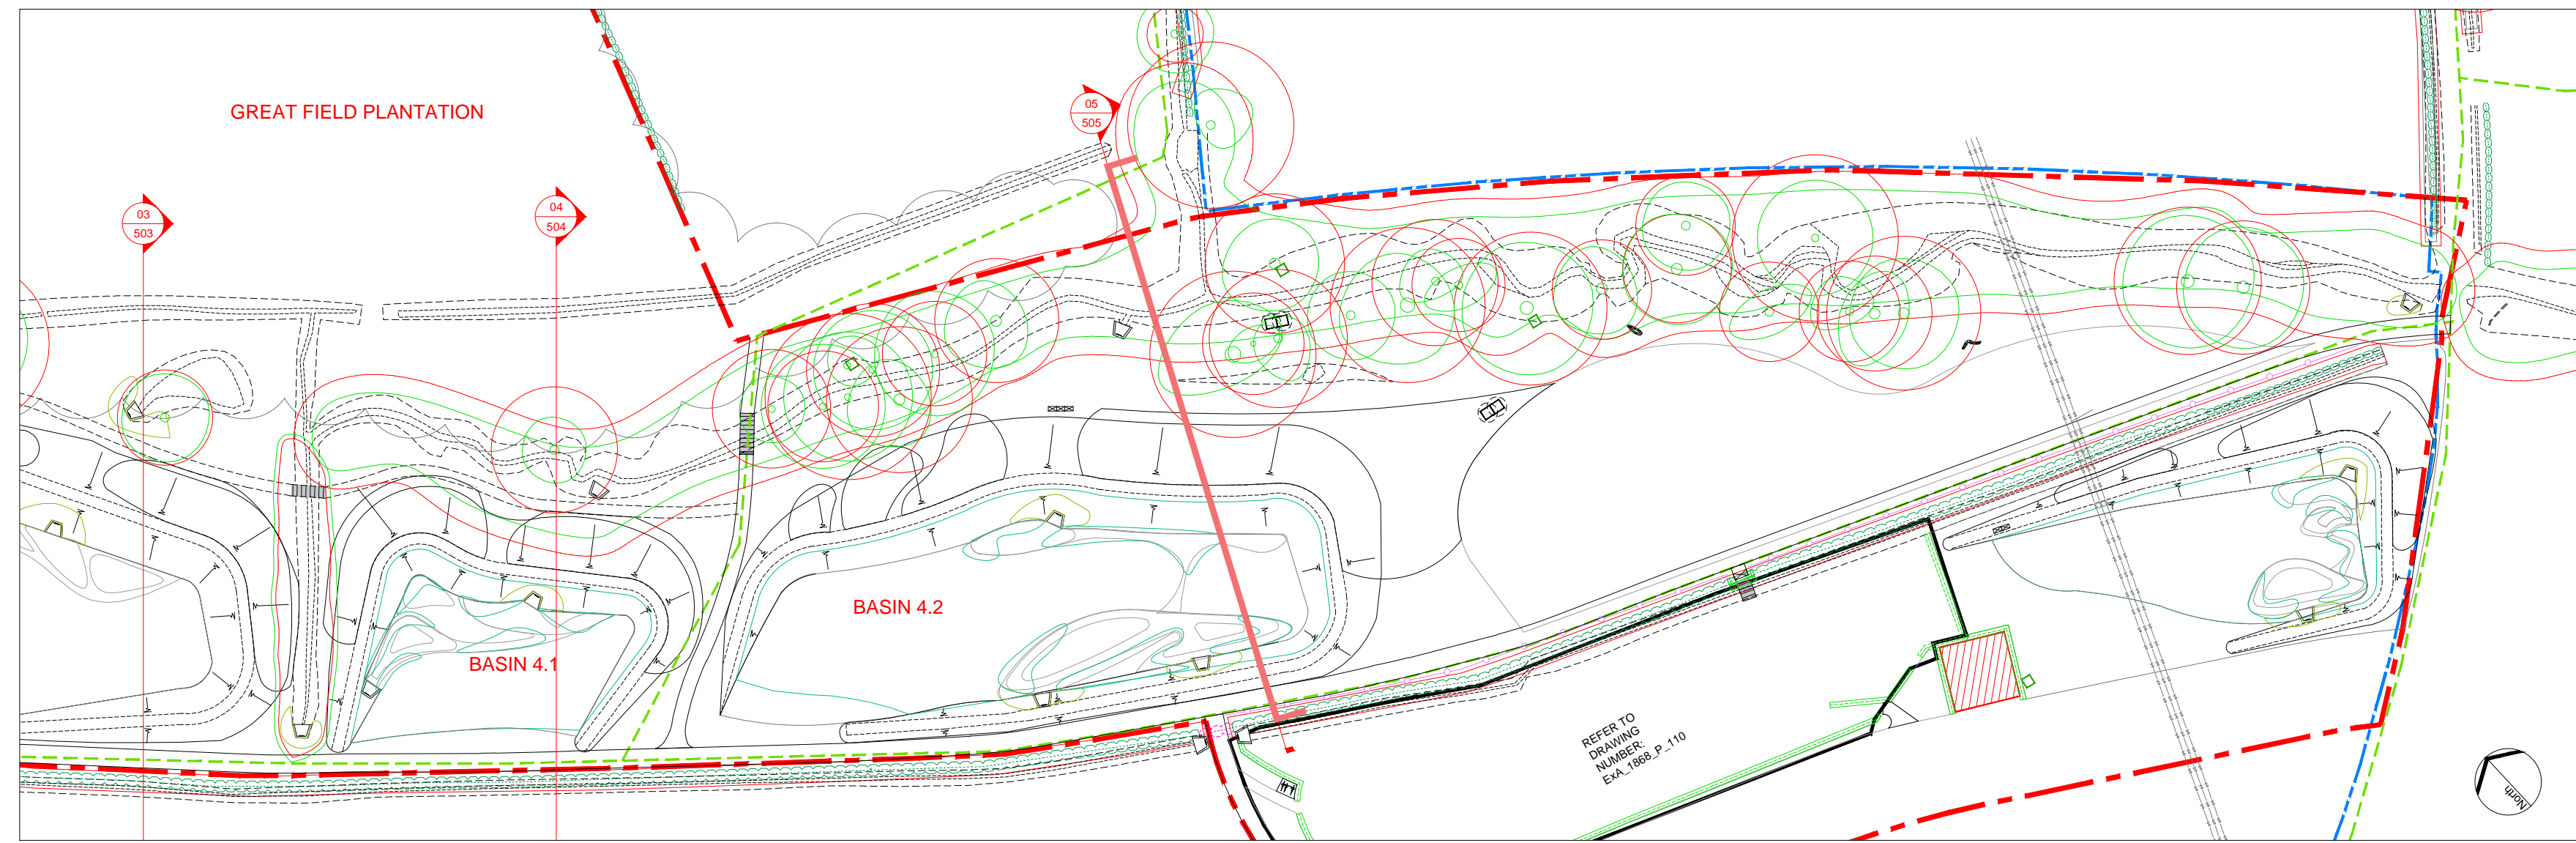 GREAT FIELD PLANTATION
03
503
04
504
05
505
BASIN 4.2
BASIN 4.1
REFER TO
DRAWING
NUMBER:
ExA_1868_P_110
North